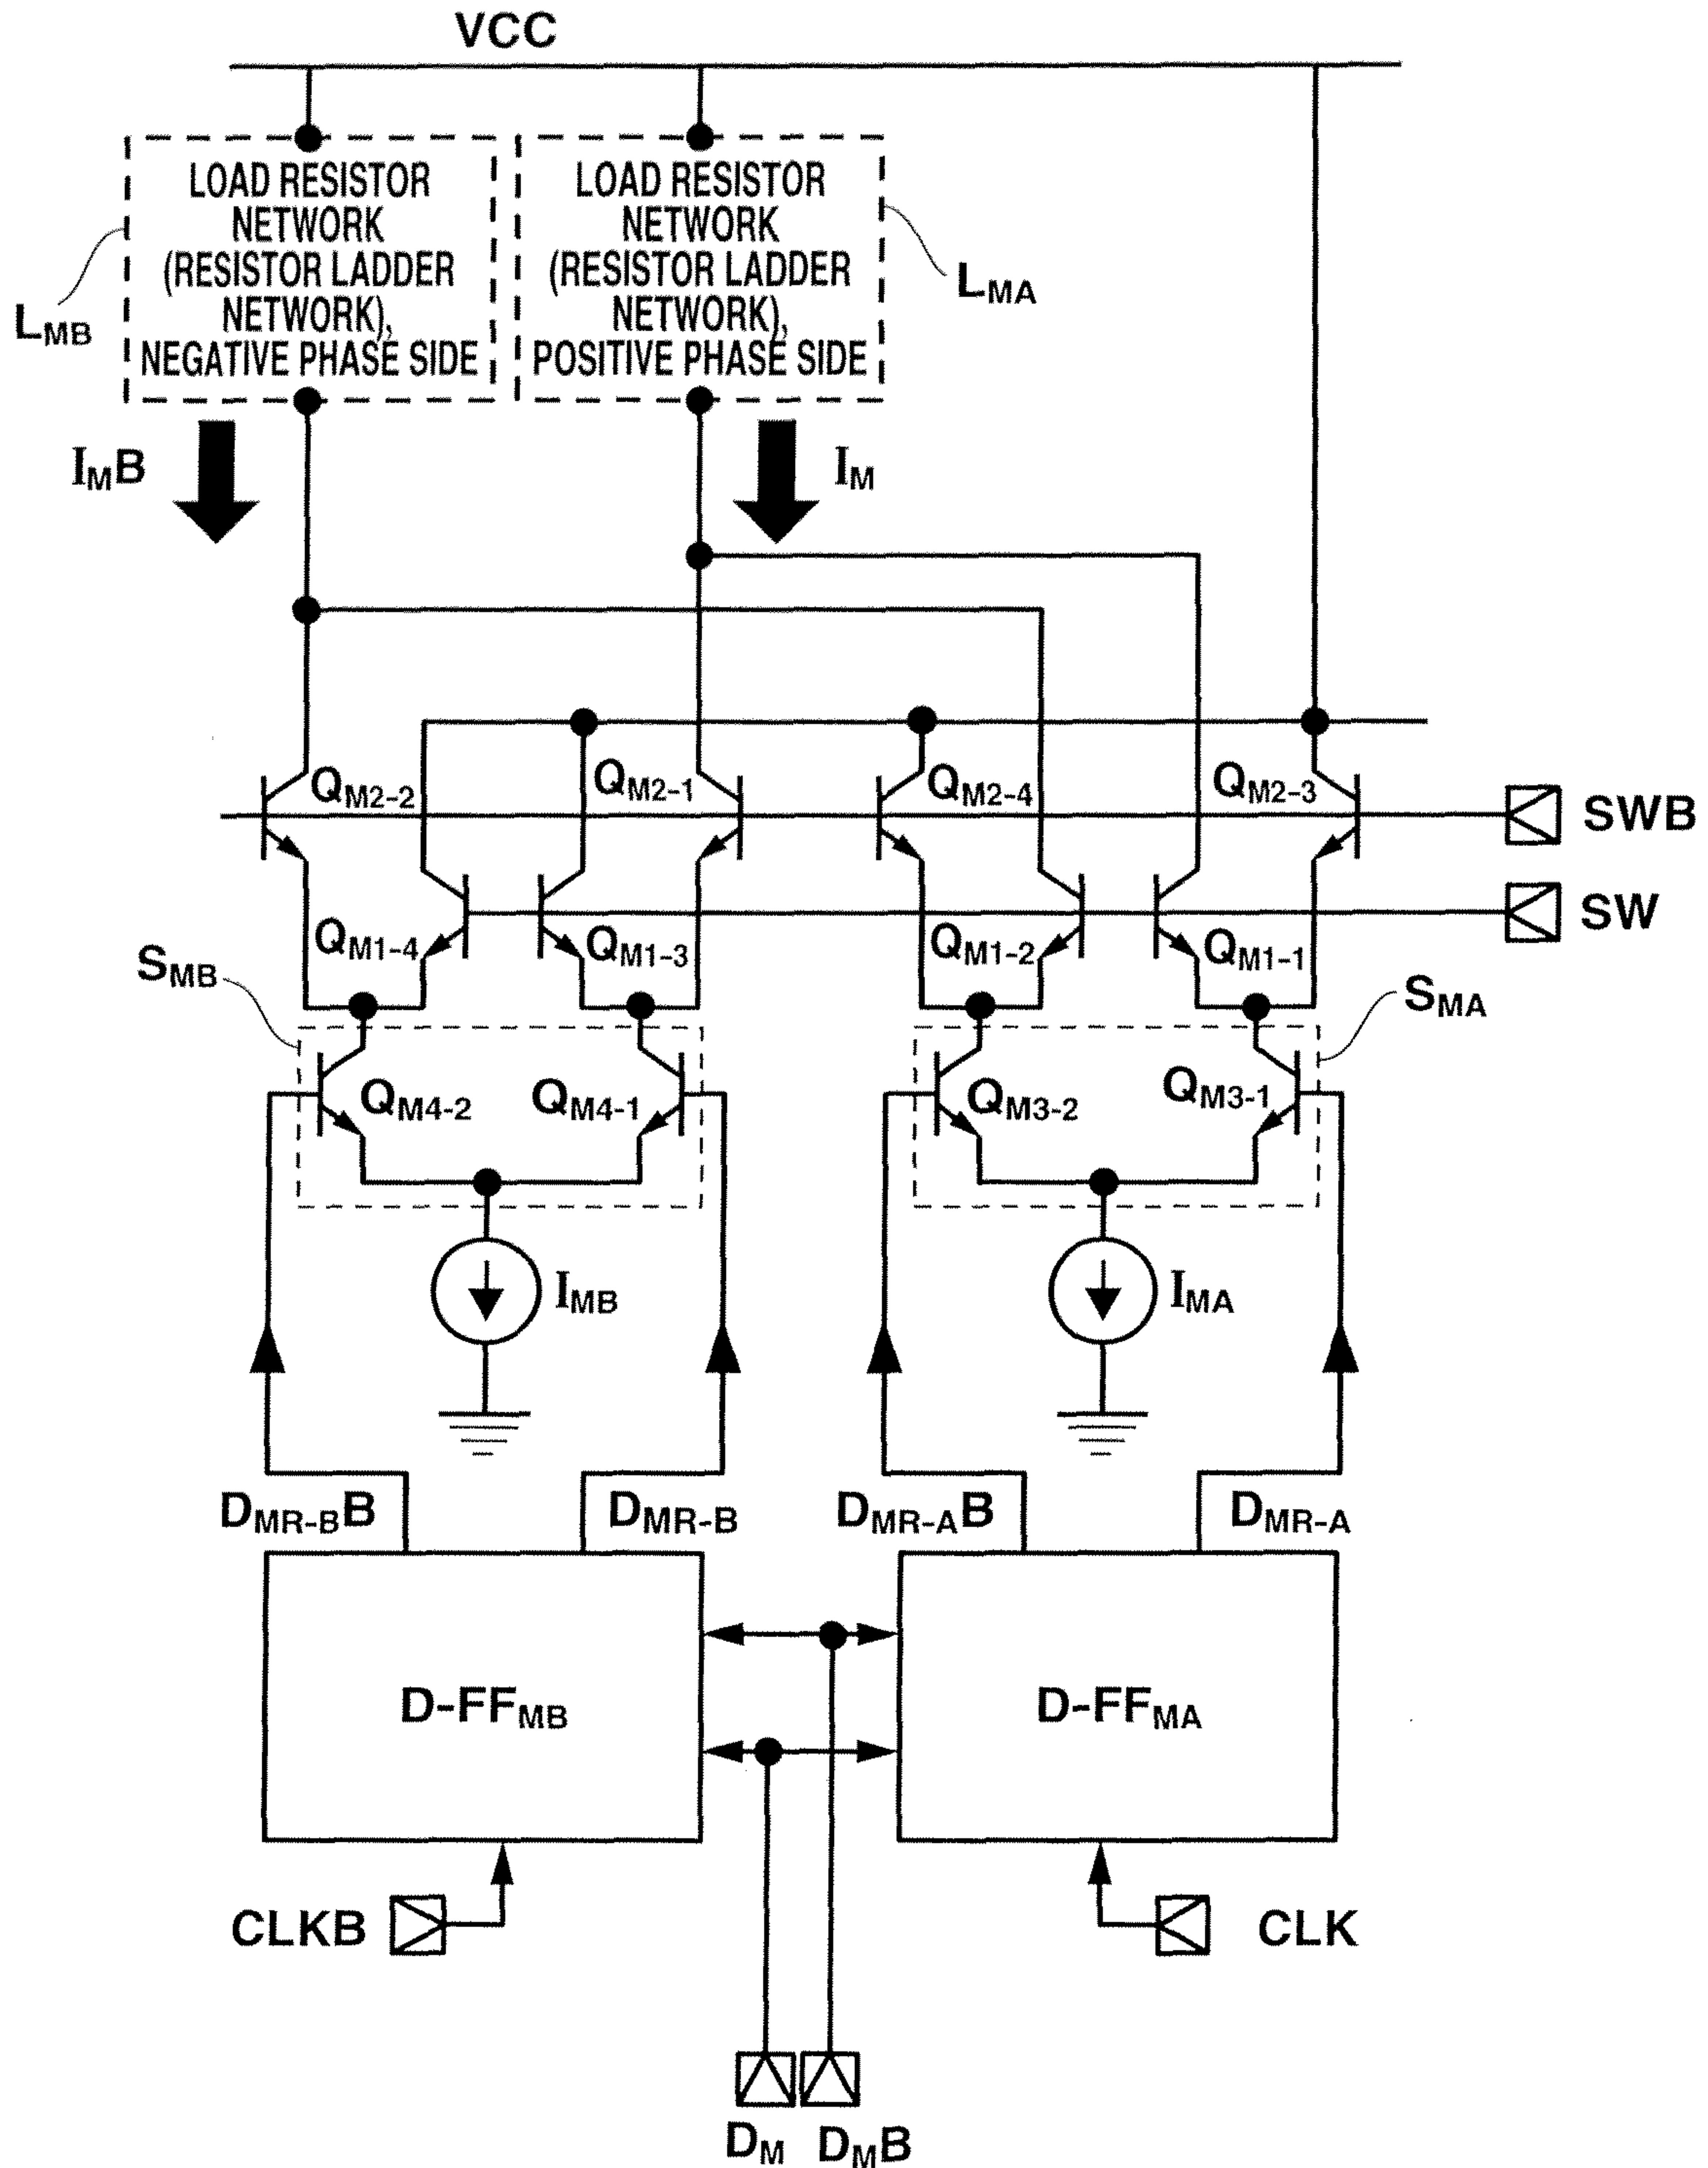 VCC
LOAD RESISTOR
NETWORK
(RESISTOR LADDER
NETWORK),
NEGATIVE PHASE SIDE
LOAD RESISTOR
NETWORK
(RESISTOR LADDER
NETWORK),
POSITIVE PHASE SIDE
LMB
LMA
IMB
IM
QM2-2
QM2-1
QM2-4
QM2-3
SWB
SW
QM1-4
QM1-3
QM1-2
QM1-1
SMB
SMA
QM4-2
QM4-1
QM3-2
QM3-1
IMB
IMA
DMR-BB
DMR-B
DMR-AB
DMR-A
D-FFMB
D-FFMA
CLKB
CLK
DM
DMB